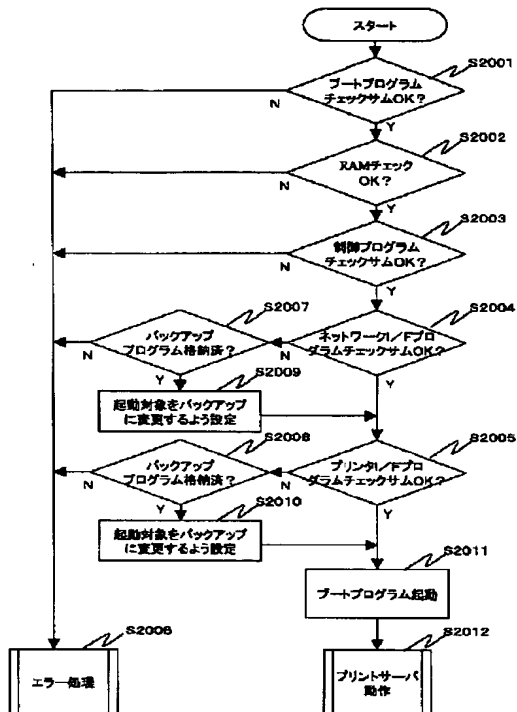 スタート
S2001
ブートプログラム
チェックサムOK?
N
Y
S2002
RAMチェック
OK?
N
Y
S2003
制御プログラム
チェックサムOK?
N
Y
S2007
S2004
バックアップ
プログラム格納済?
ネットワークI/Fプロ
グラムチェックサムOK?
N
N
Y
Y
S2009
起動対象をバックアップ
に変更するよう設定
S2008
S2005
バックアップ
プログラム格納済?
プリンタI/Fプロ
グラムチェックサムOK?
N
N
Y
Y
S2010
起動対象をバックアップ
に変更するよう設定
S2011
ブートプログラム起動
S2006
S2012
エラー処理
プリントサーバ
動作